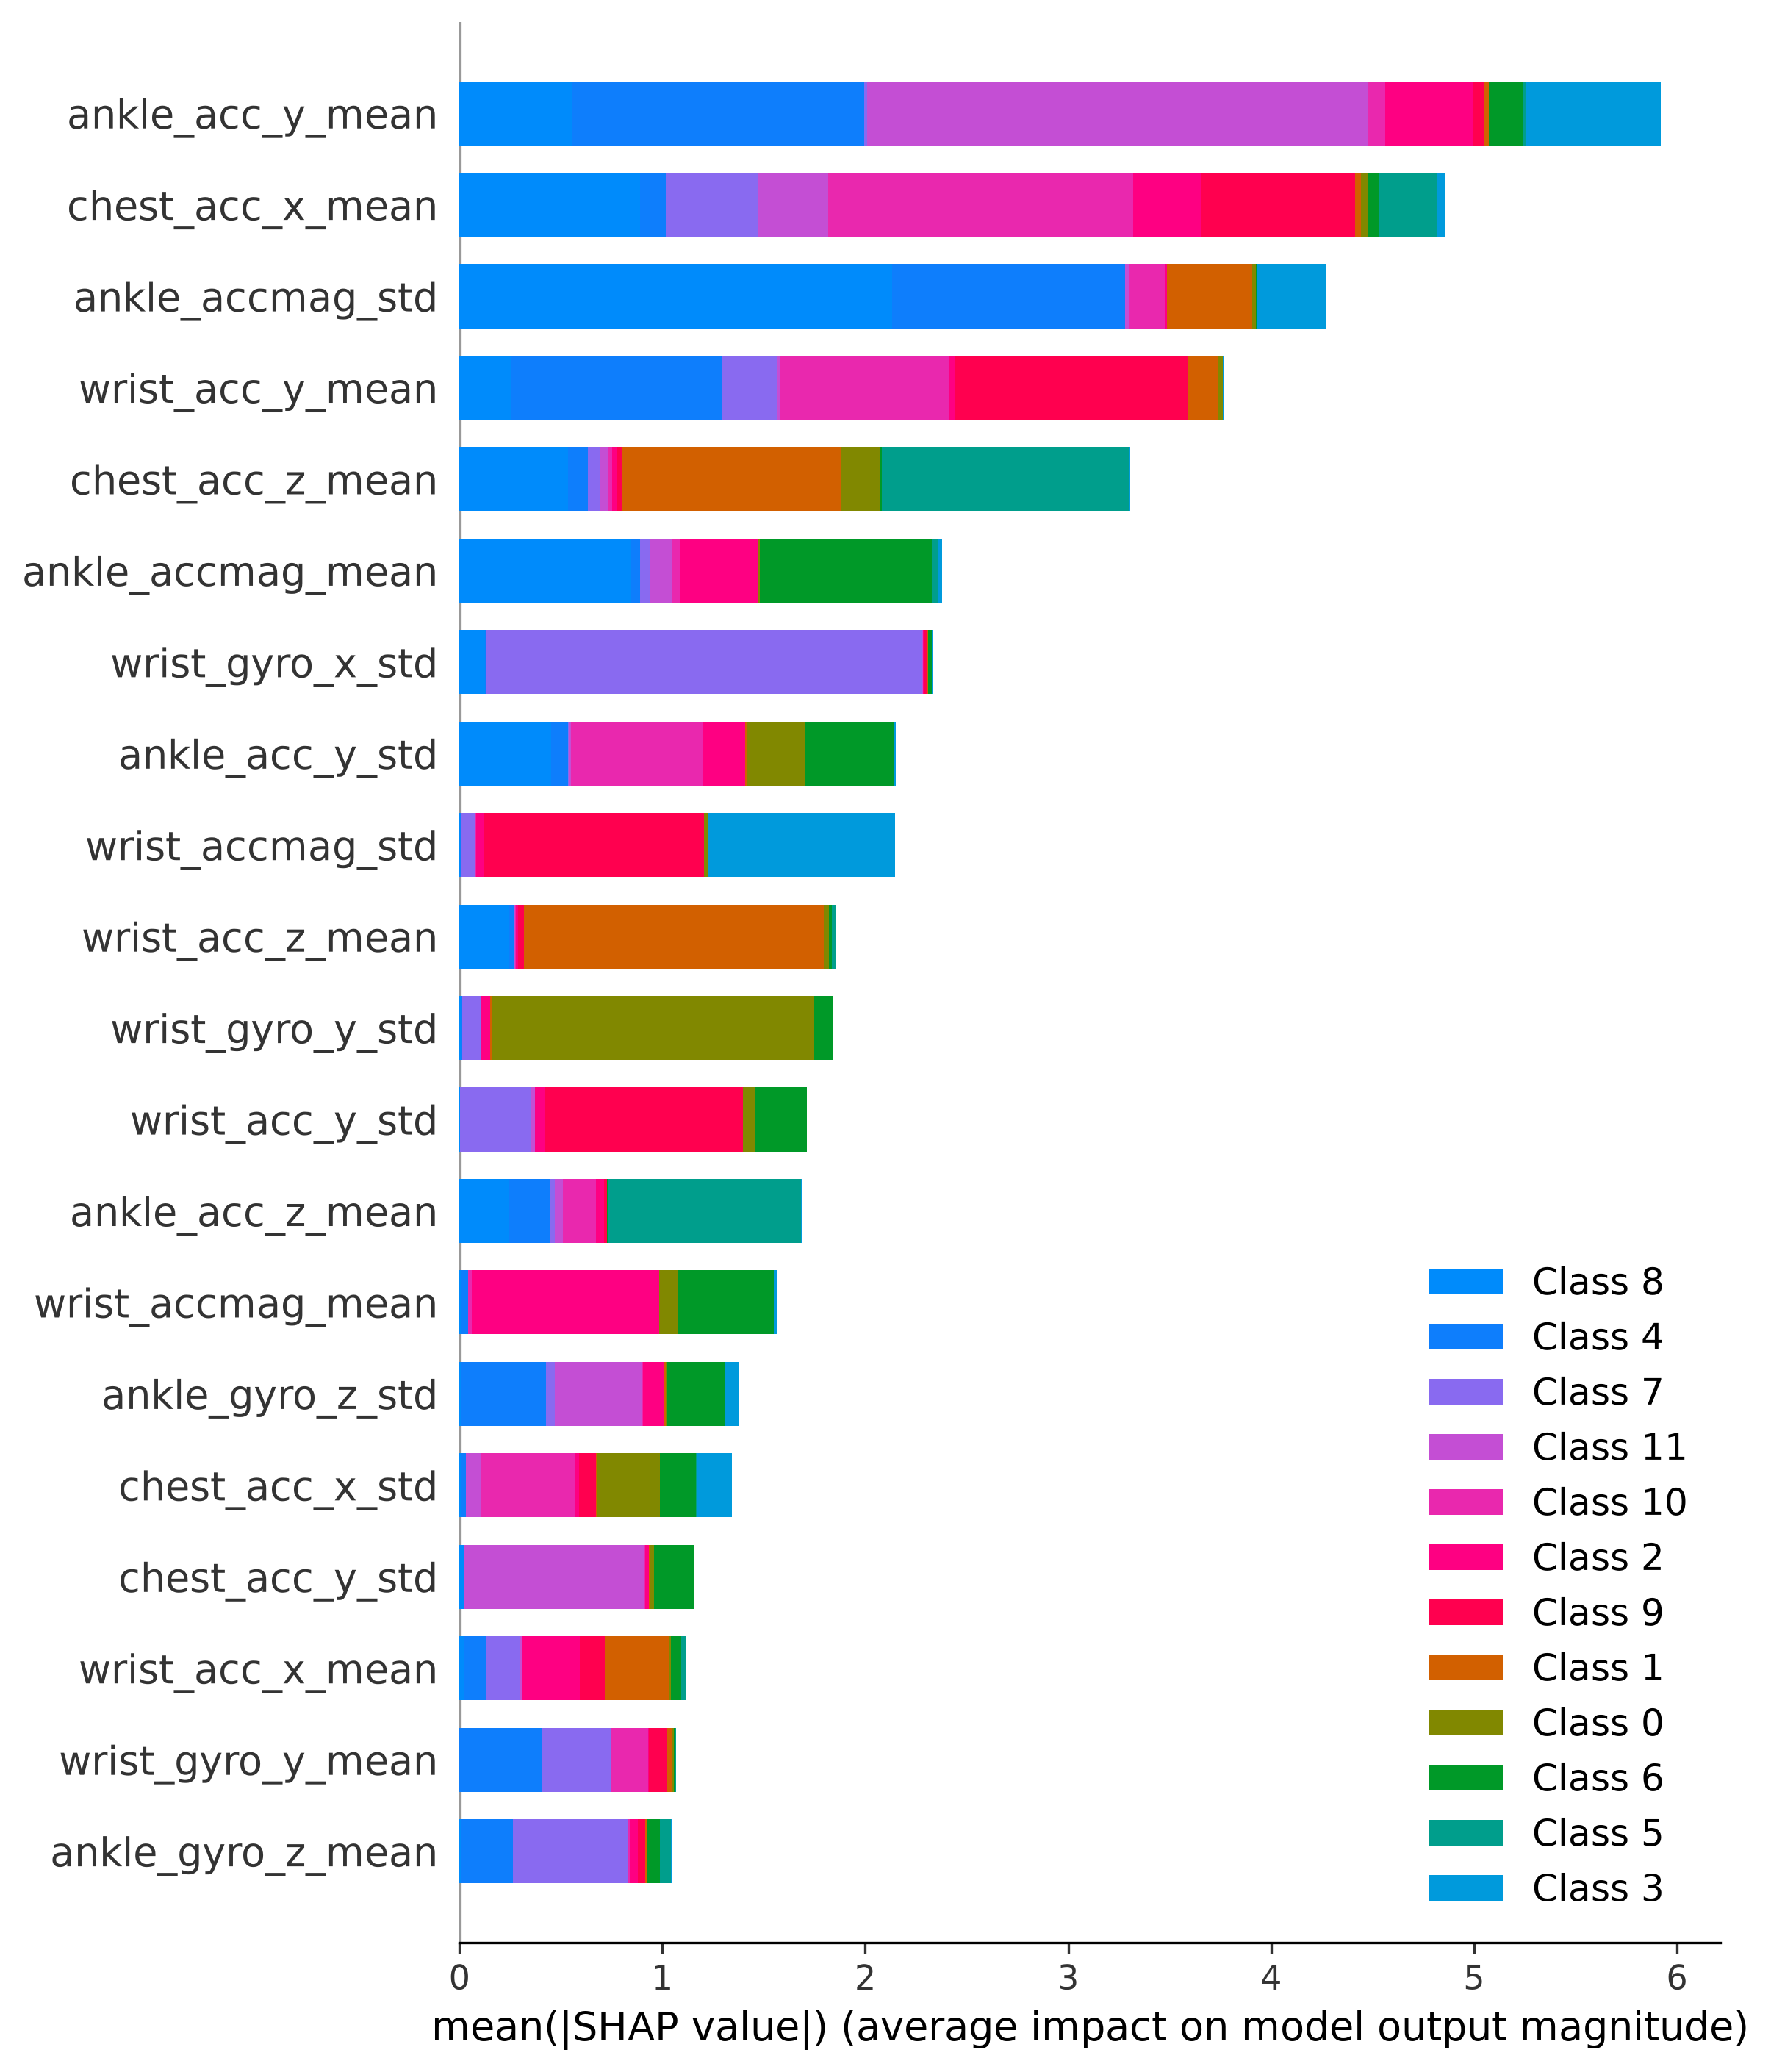 ankle_acc_y_mean
chest_acc_x_mean
ankle_accmag_std
wrist_acc_y_mean
chest_acc_z_mean
ankle_accmag_mean
wrist_gyro_x_std
ankle_acc_y_std
wrist_accmag_std
wrist_acc_z_mean
wrist_gyro_y_std
wrist_acc_y_std
ankle_acc_z_mean
wrist_accmag_mean
ankle_gyro_z_std
chest_acc_x_std
chest_acc_y_std
wrist_acc_x_mean
wrist_gyro_y_mean
ankle_gyro_z_mean
Class 8
Class 4
Class 7
Class 11
Class 10
Class 2
Class 9
Class 1
Class 0
Class 6
Class 5
Class 3
0 1 2 3 4 5 6
mean(|SHAP value|) (average impact on model output magnitude)